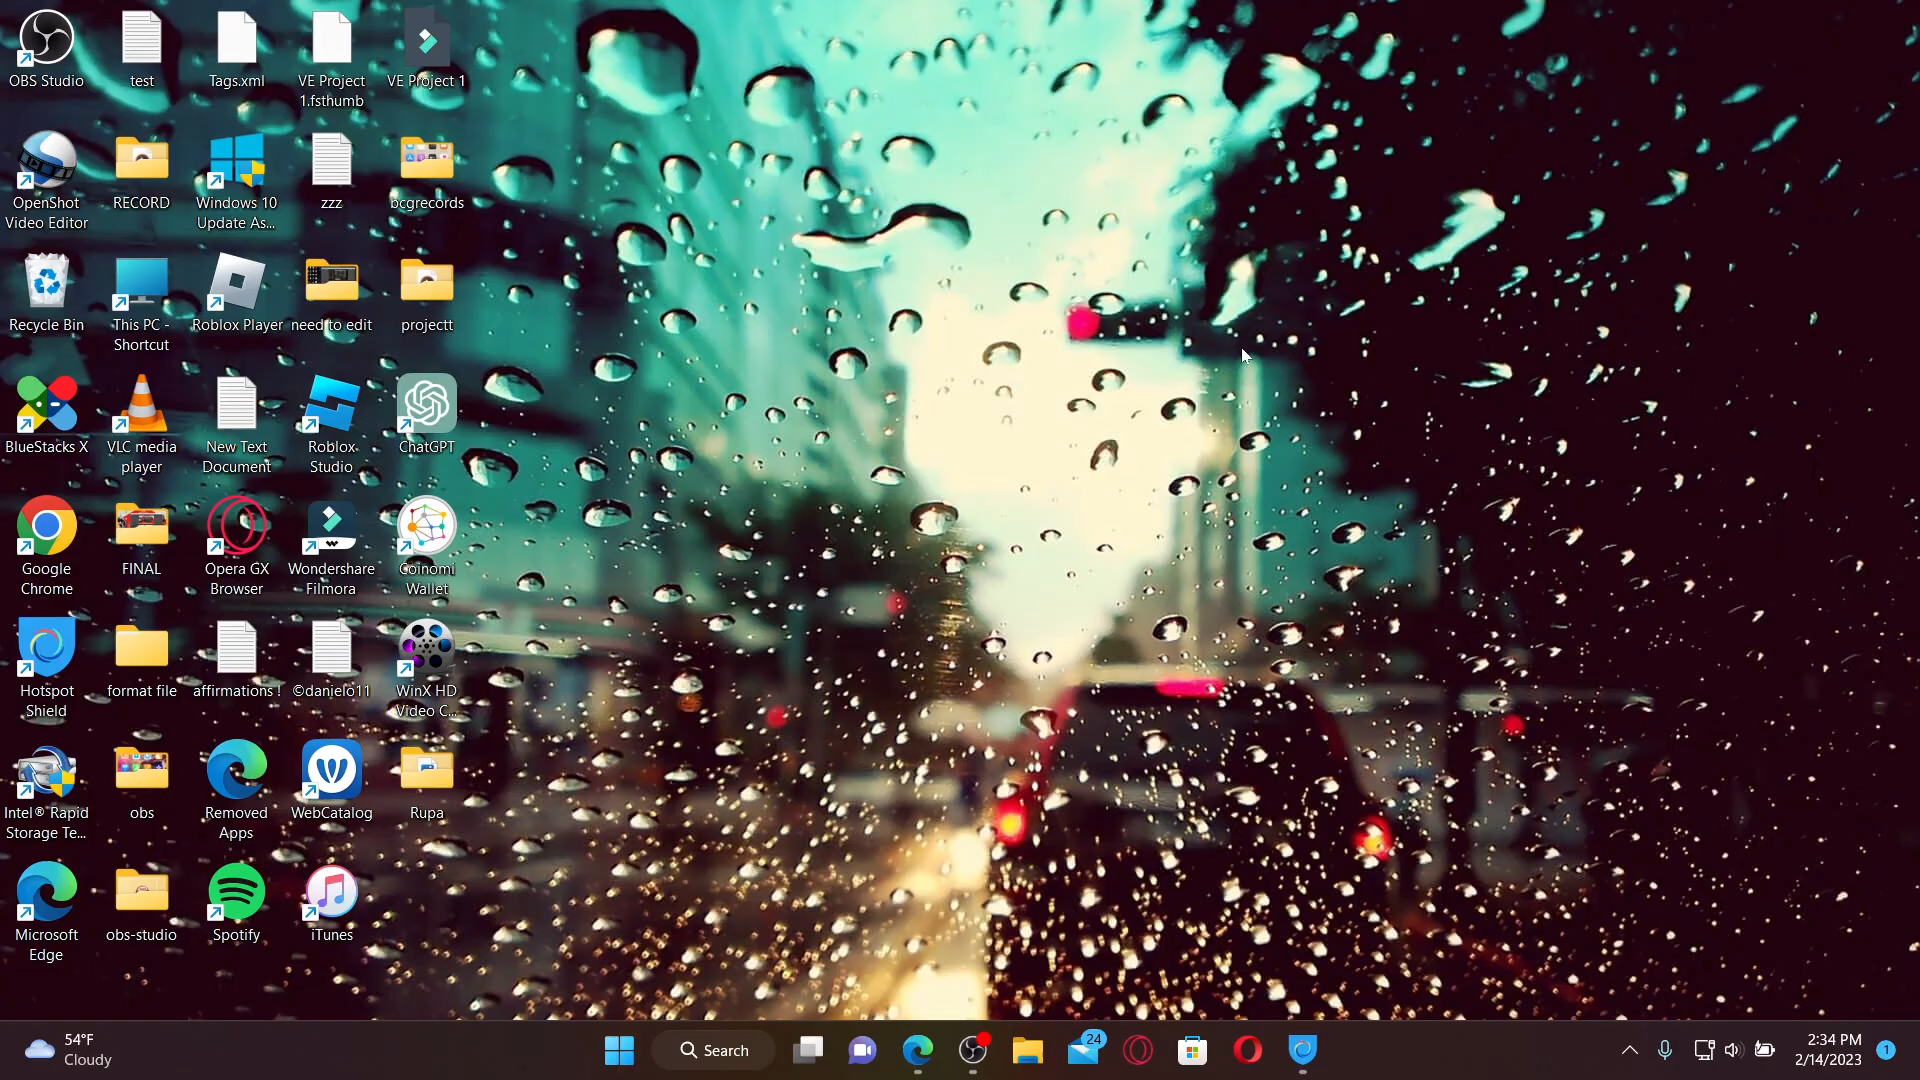 OBS Studio
test
Tags.xml
VE Project
1.fsthumb
VE Project 1
OpenShot
Video Editor
RECORD
Windows 10
Update As...
zzz
bcgrecords
Recycle Bin
This PC -
Shortcut
Roblox Player
need to edit
projectt
BlueStacks X
VLC media
player
New Text
Document
Roblox
Studio
ChatGPT
Google
Chrome
FINAL
Opera GX
Browser
Wondershare
Filmora
Coinomi
Wallet
Hotspot
Shield
format file
affirmations !
©danielo11
WinX HD
Video C...
Intel® Rapid
Storage Te...
obs
Removed
Apps
WebCatalog
Rupa
Microsoft
Edge
obs-studio
Spotify
iTunes
54°F
Cloudy
Search
24
2:34 PM
2/14/2023
1